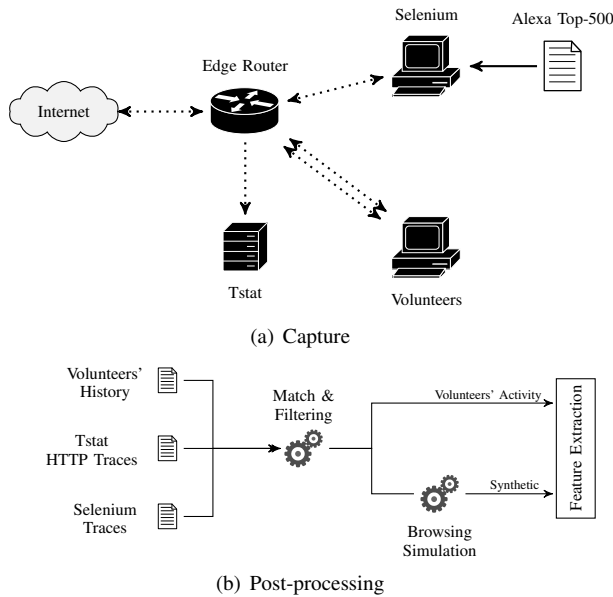 Selenium
Alexa Top-500
Edge Router
Internet
Tstat
Volunteers
(a) Capture
Volunteers'
History
Match &
Filtering
Volunteers' Activity
Tstat
HTTP Traces
Feature Extraction
Synthetic
Selenium
Traces
Browsing
Simulation
(b) Post-processing